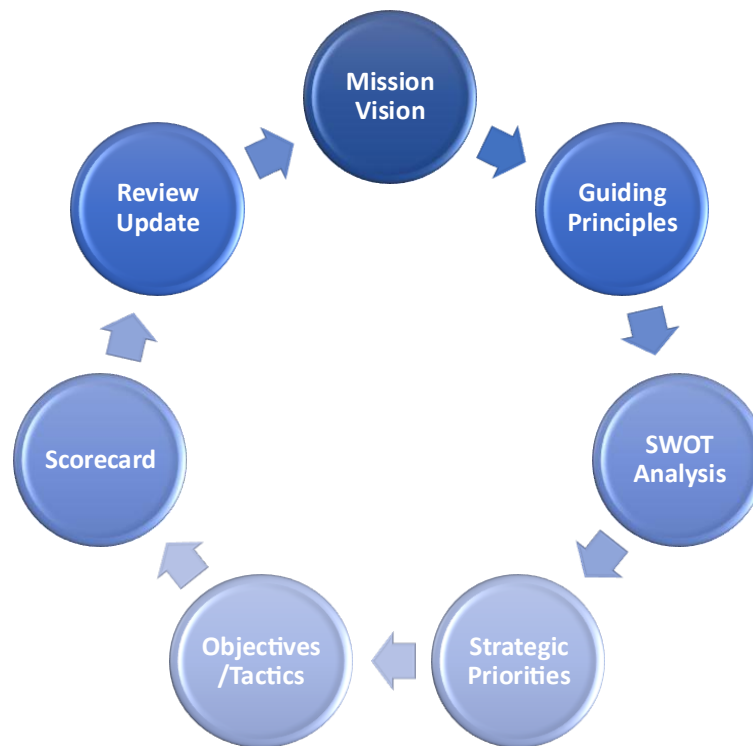 Mission
Vision
Guiding
Principles
SWOT
Analysis
Strategic
Priorities
Objectives
/Tactics
Scorecard
Review
Update